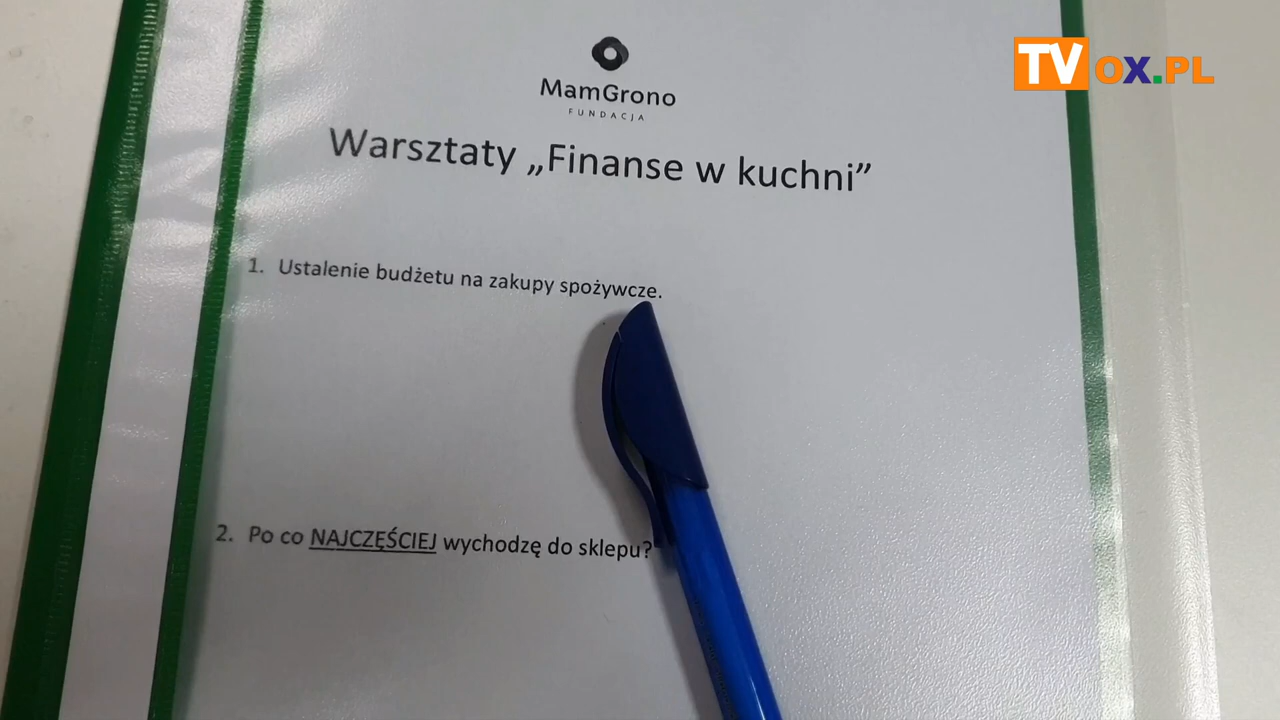 TVOX.PL
MamGrono
FUNDACJA
Warsztaty „Finanse w kuchni”
1. Ustalenie budżetu na zakupy spożywcze.
2. Po co NAJCZĘŚCIEJ wychodzę do sklepu?